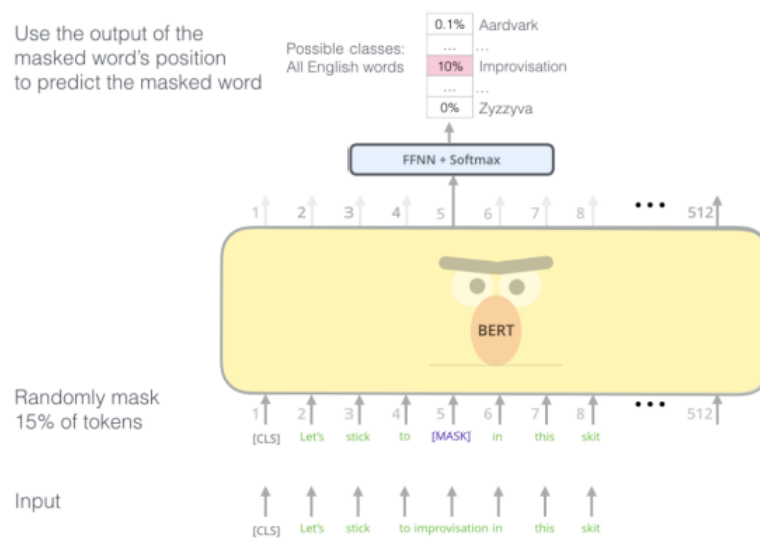 Use the output of the
masked word's position
to predict the masked word
Possible classes:
All English words
0.1% Aardvark
... ...
10% Improvisation
... ...
0% Zyzzyva
FFNN + Softmax
1 2 3 4 5 6 7 8 ••• 512
BERT
Randomly mask
15% of tokens
1 2 3 4 5 6 7 8 ••• 512
[CLS] Let's stick to [MASK] in this skit
Input
[CLS] Let's stick to improvisation in this skit